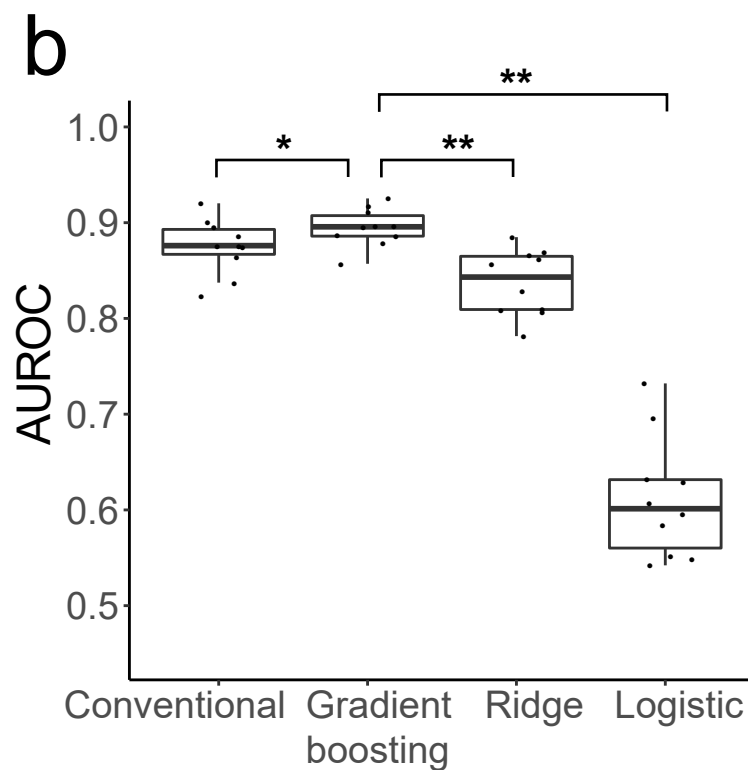 b
**
* **
1.0
0.9
0.8
0.7
0.6
0.5
AUROC
Conventional Gradient boosting Ridge Logistic